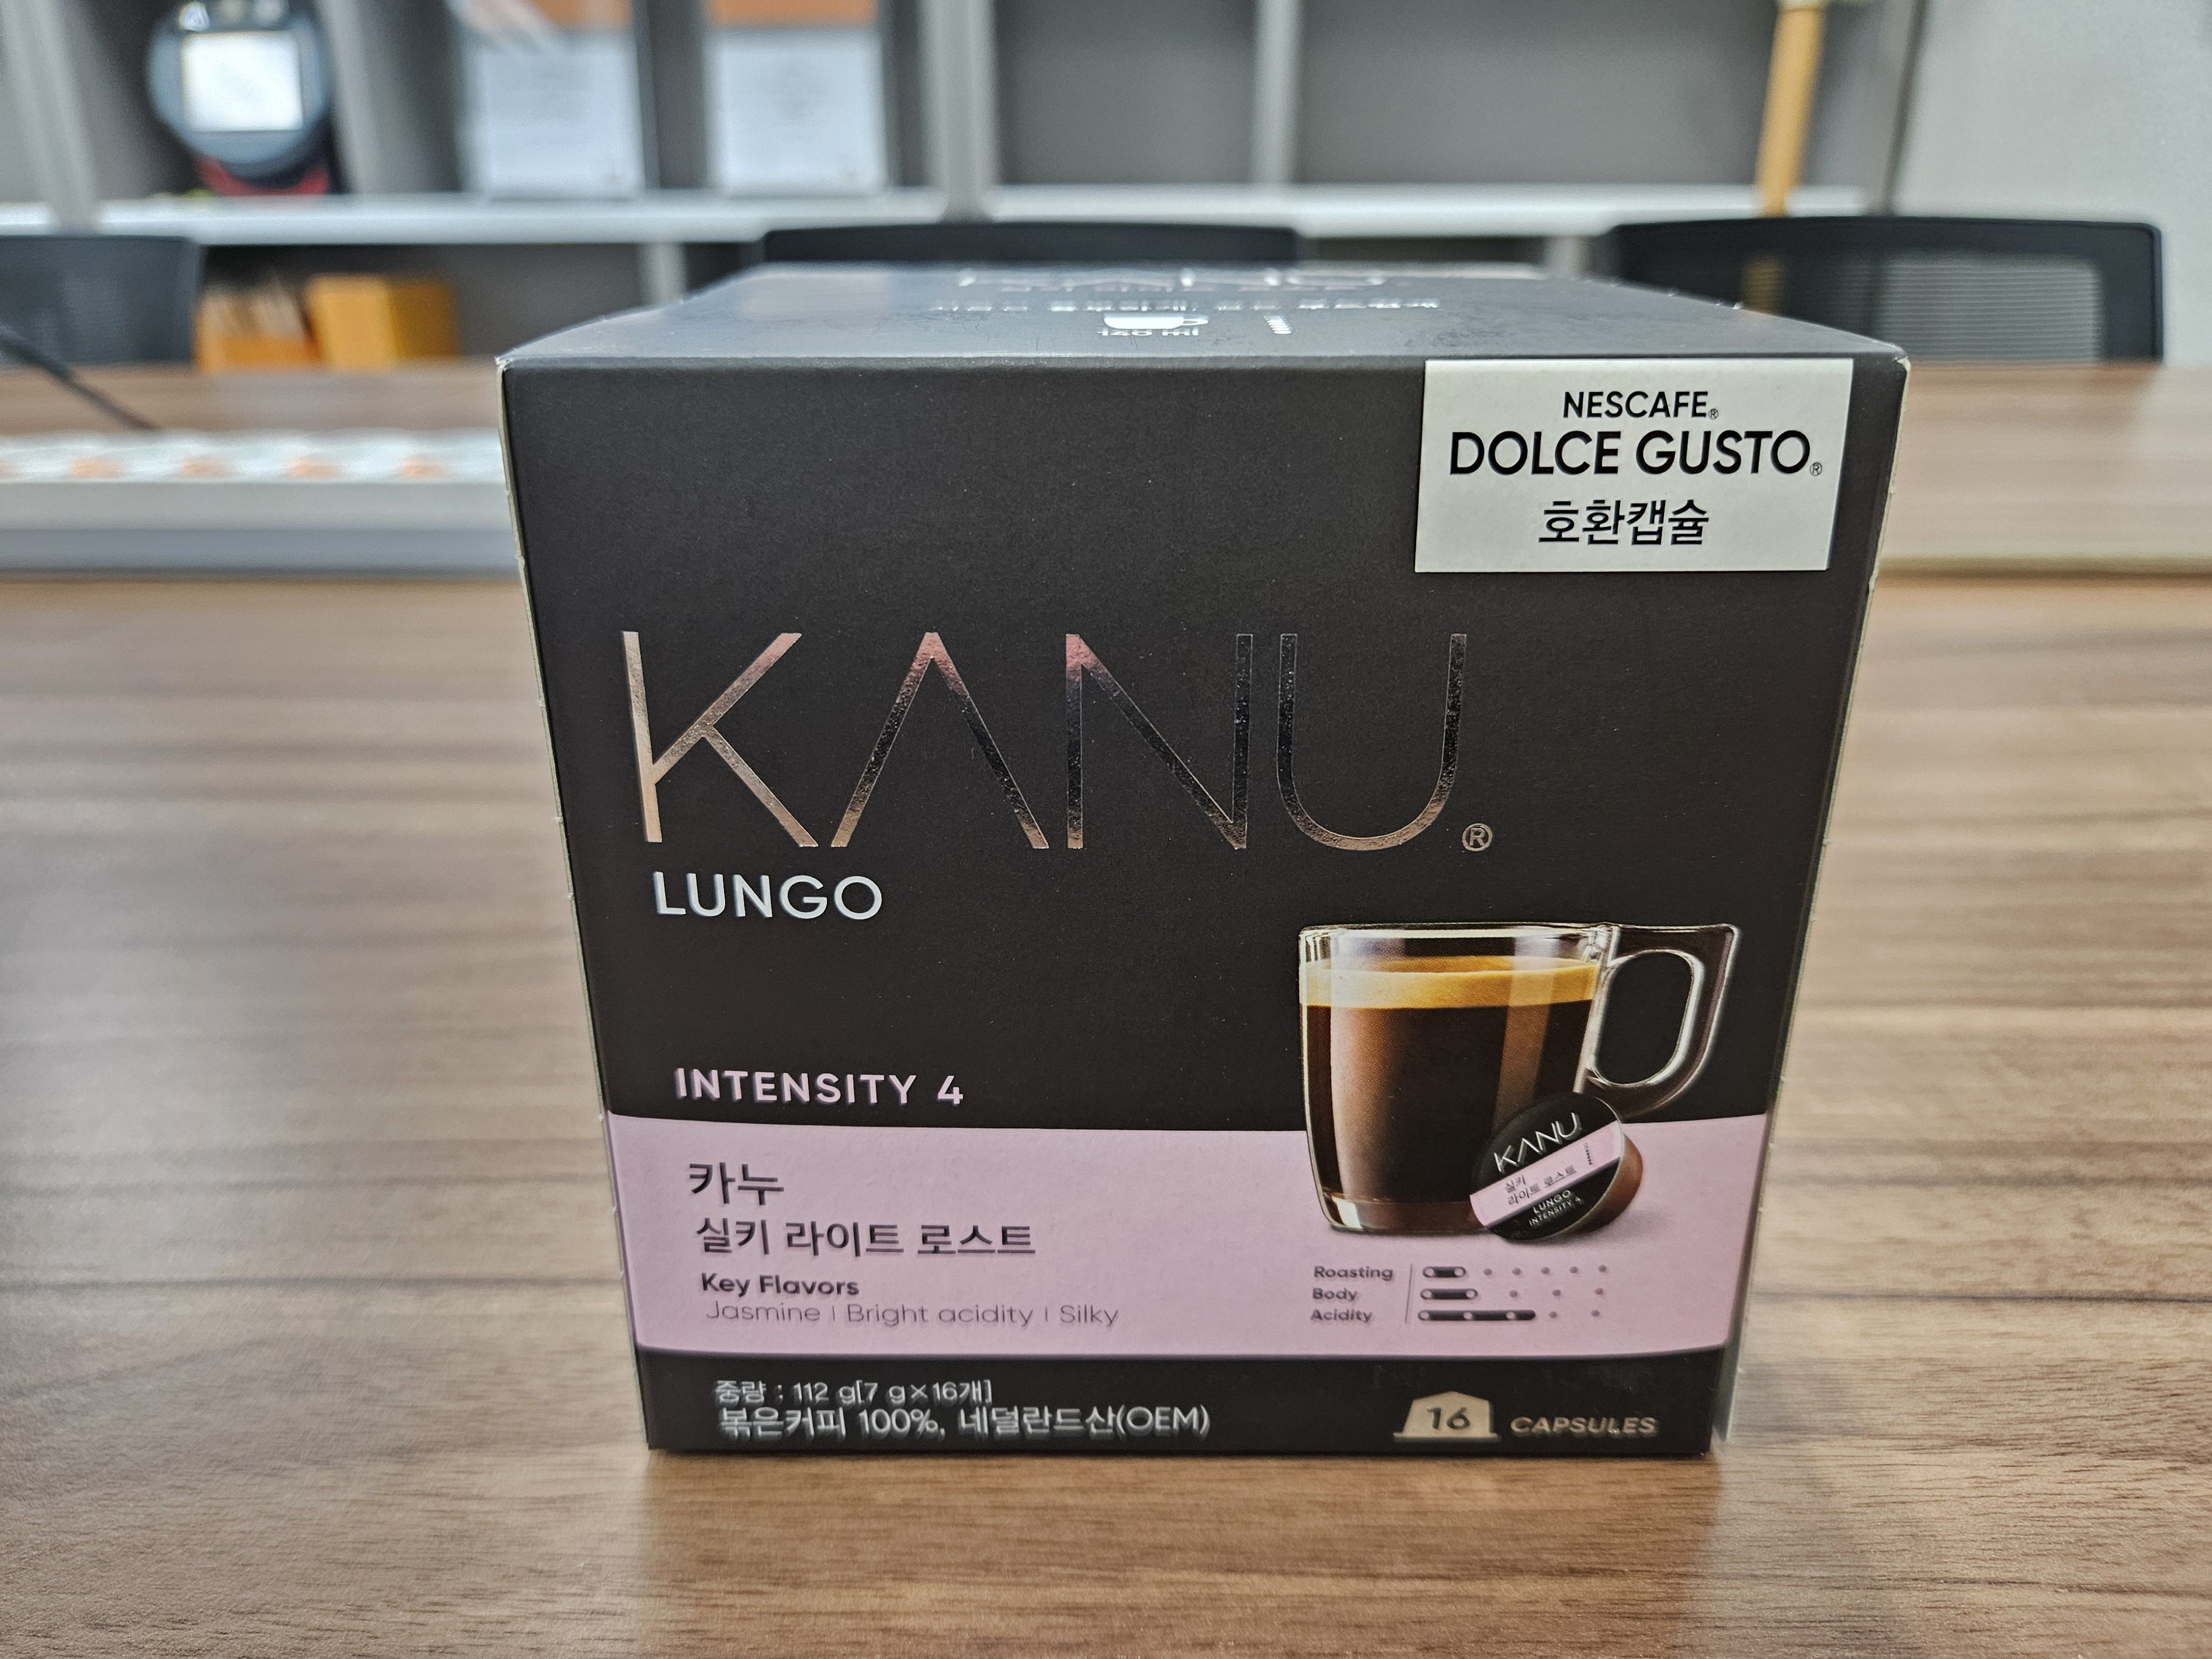 KANU
160 ml
NESCAFE®
DOLCE GUSTO®
호환캡슐
KANU®
LUNGO
INTENSITY 4
카누
실키 라이트 로스트
Key Flavors
Jasmine | Bright acidity | Silky
KANU
실키
라이트 로스트
LUNGO
INTENSITY 4
Roasting
Body
Acidity
중량 : 112 g[7 g×16개]
볶은커피 100%, 네덜란드산(OEM)
16 CAPSULES